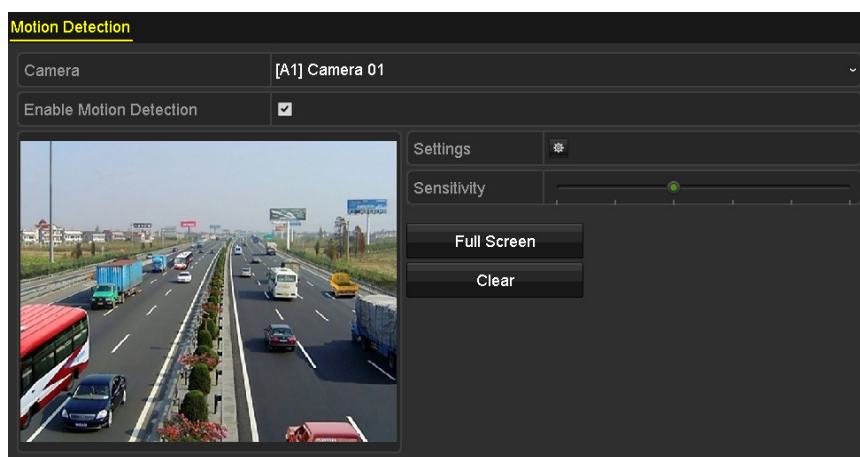 Motion Detection
Camera
[A1] Camera 01
Enable Motion Detection
Settings
Sensitivity
Full Screen
Clear